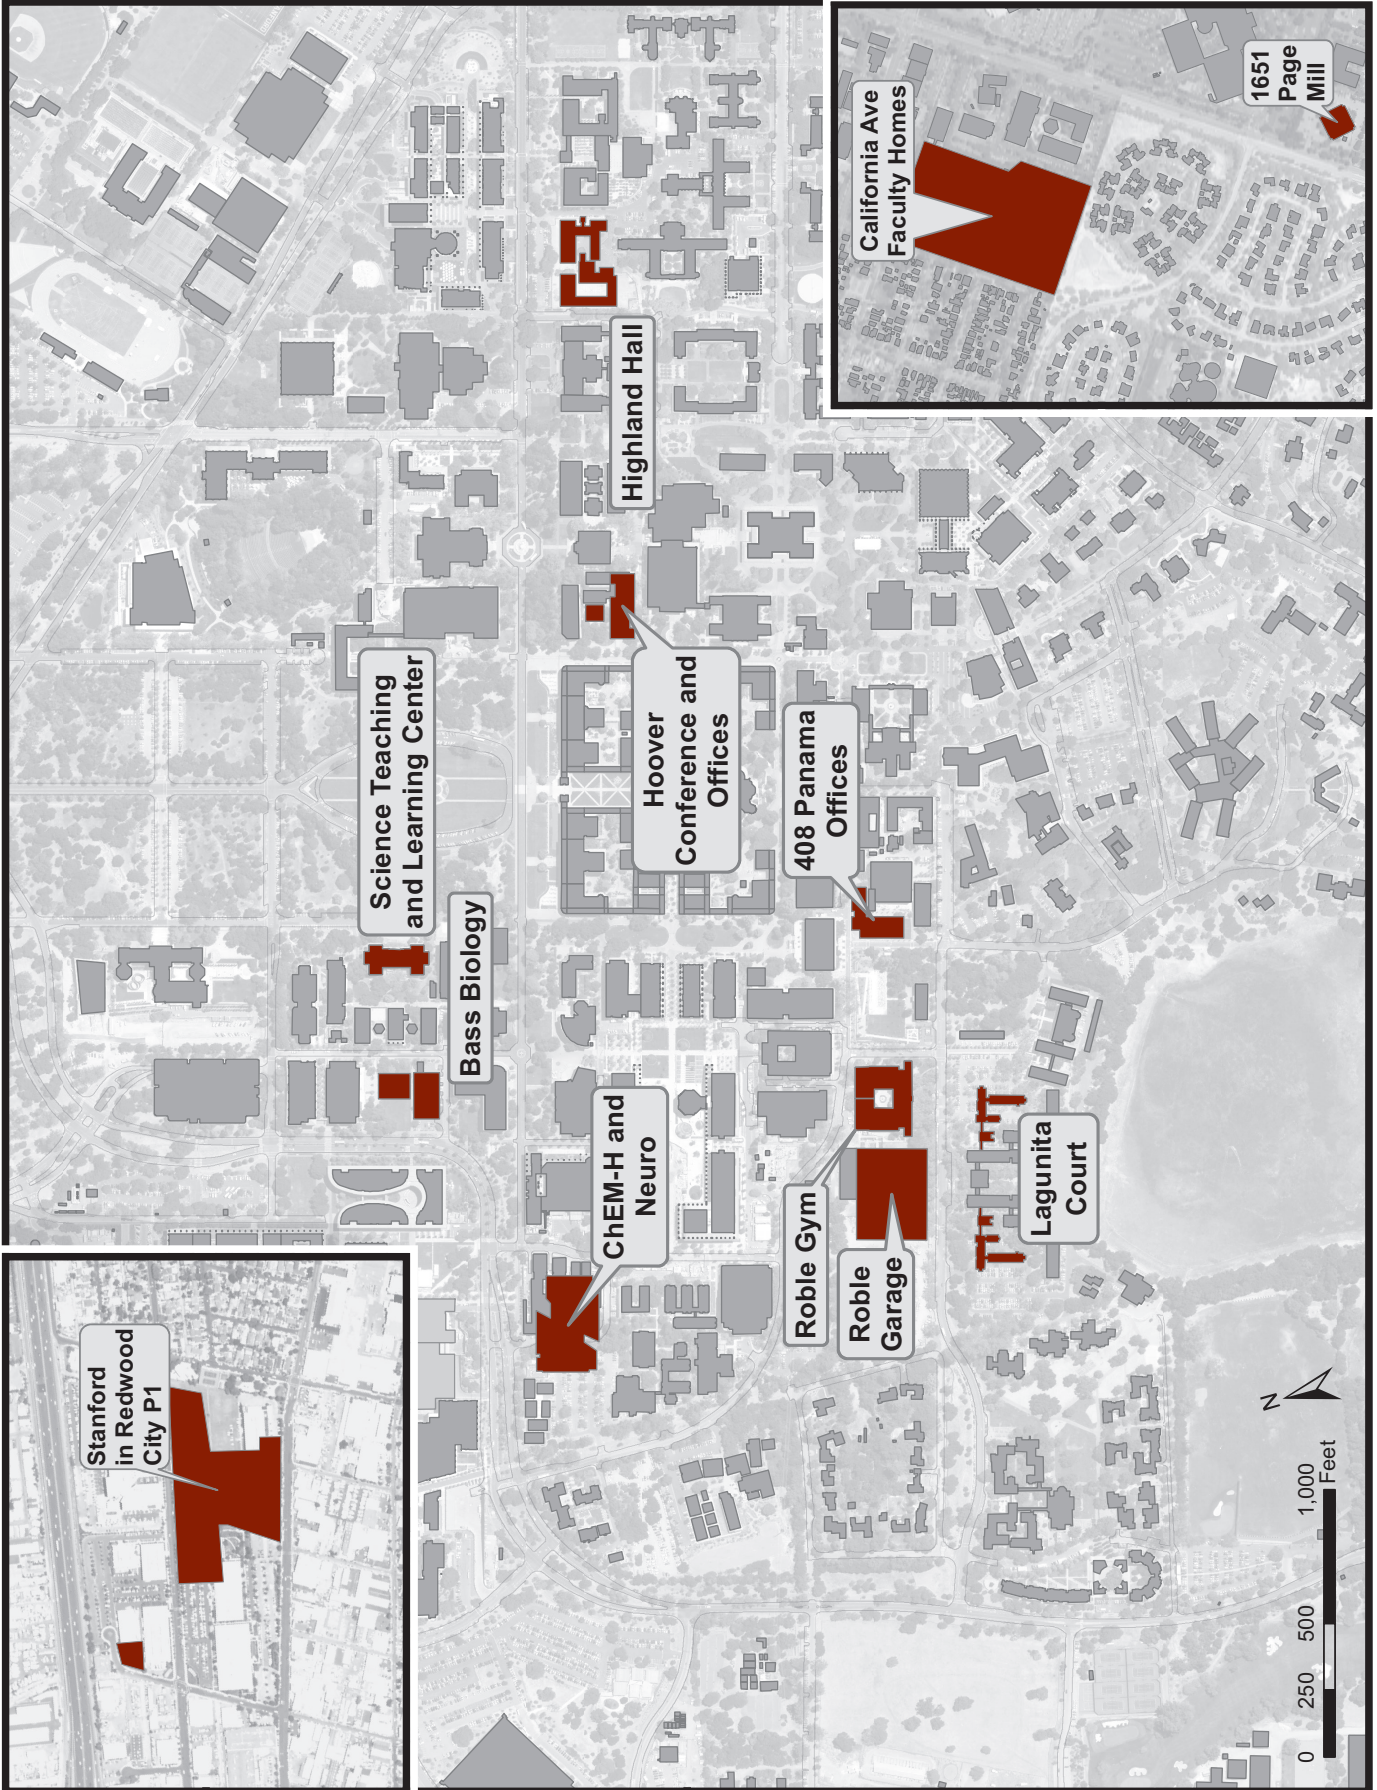 Stanford
in Redwood
City P1
Science Teaching
and Learning Center
Bass Biology
ChEM-H and
Neuro
Hoover
Conference and
Offices
Highland Hall
California Ave
Faculty Homes
1651
Page
Mill
408 Panama
Offices
Roble Gym
Roble
Garage
Lagunita
Court
N
0 250 500 1,000
Feet